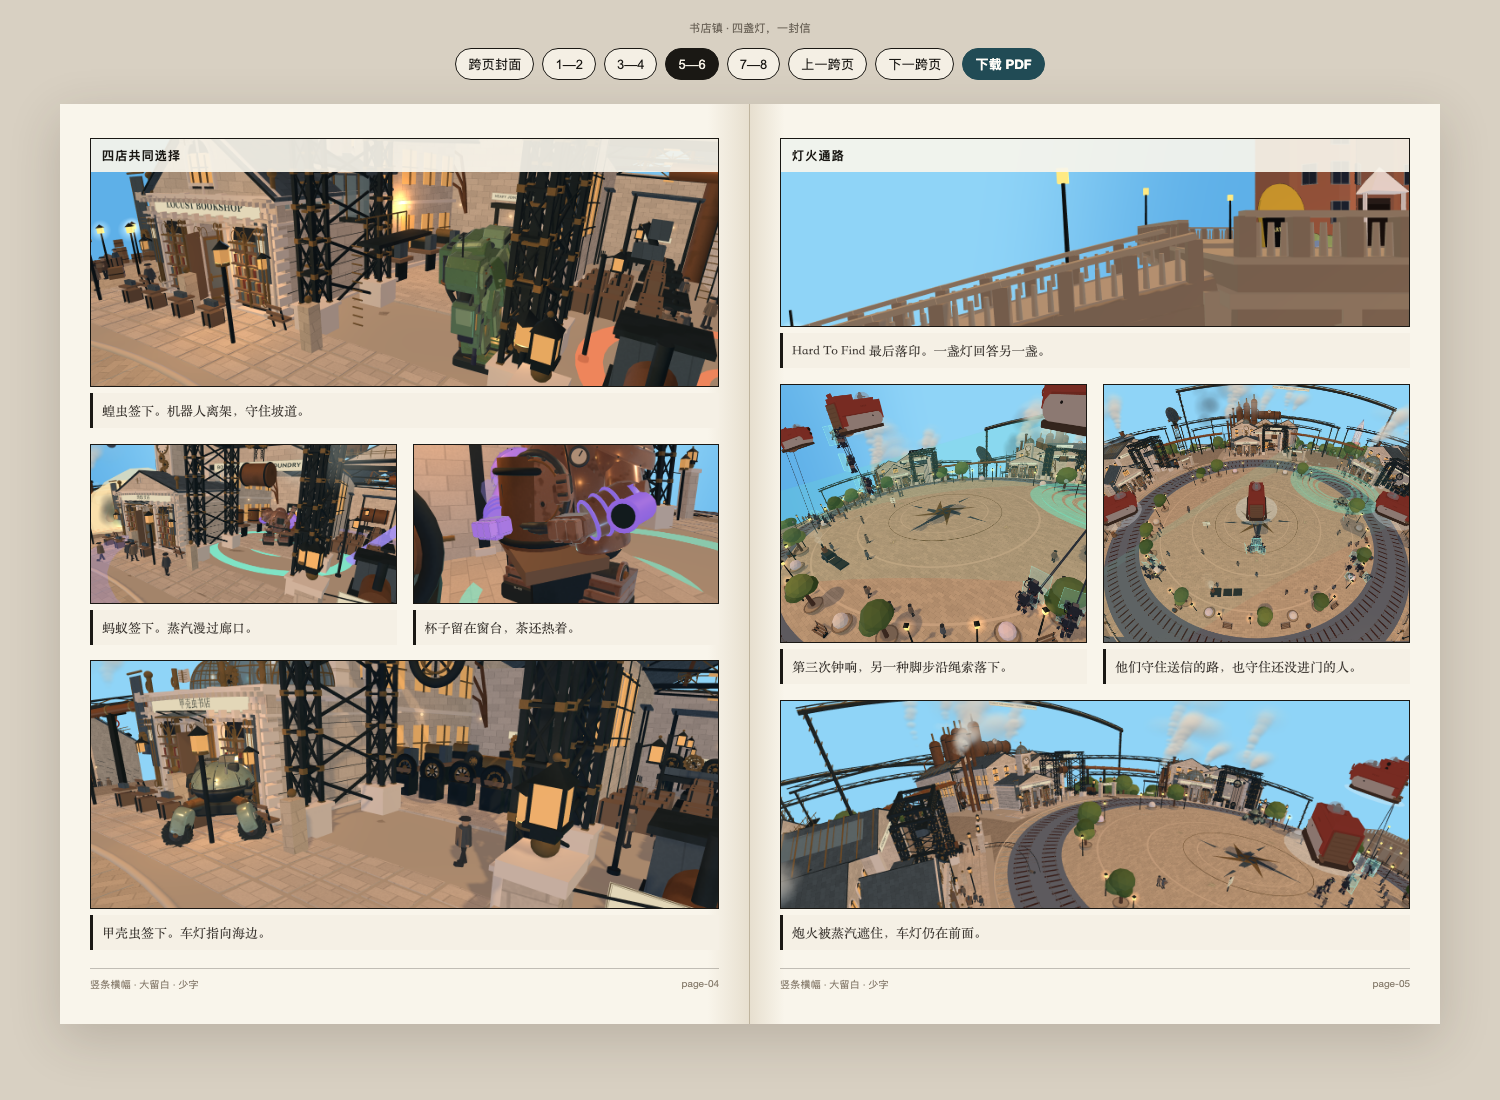 书店镇 · 四盏灯，一封信
跨页封面
1—2
3—4
5—6
7—8
上一跨页
下一跨页
下载 PDF
四店共同选择
LOCUST BOOKSHOP
蝗虫签下。机器人离架，守住坡道。
UNDRY
蚂蚁签下。蒸汽漫过廊口。
杯子留在窗台，茶还热着。
甲壳虫书店
甲壳虫签下。车灯指向海边。
竖条横幅 · 大留白 · 少字
page-04
灯火通路
Hard To Find 最后落印。一盏灯回答另一盏。
第三次钟响，另一种脚步沿绳索落下。
他们守住送信的路，也守住还没进门的人。
炮火被蒸汽遮住，车灯仍在前面。
竖条横幅 · 大留白 · 少字
page-05